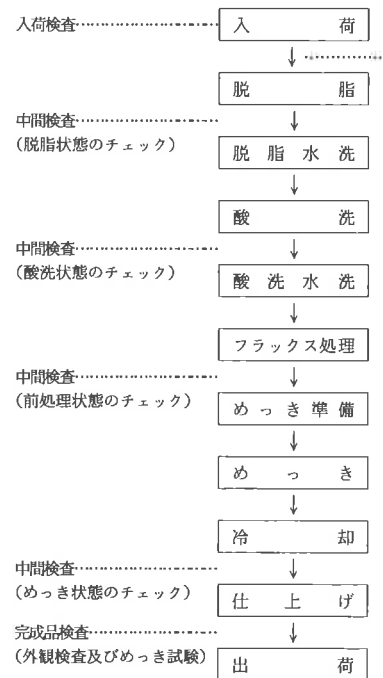 入荷検査
入荷
脱脂
中間検査
(脱脂状態のチェック)
脱脂水洗
酸洗
中間検査
(酸洗状態のチェック)
酸洗水洗
フラックス処理
中間検査
(前処理状態のチェック)
めっき準備
めっき
冷却
中間検査
(めっき状態のチェック)
仕上げ
完成品検査
(外観検査及びめっき試験)
出荷